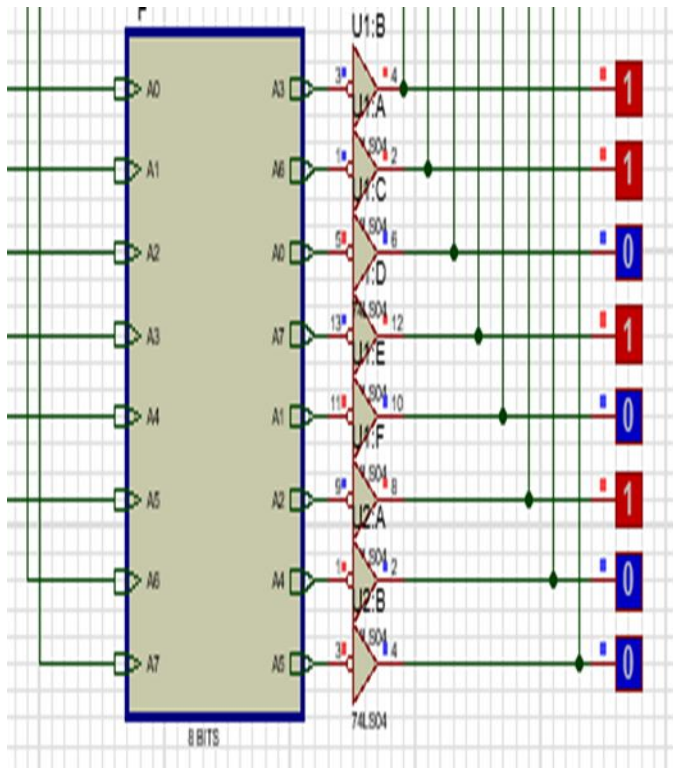 U1:B
A0 A3 3 4 1
U1:A
A1 A6 1 2 1
U1:C
A2 A0 5 6 0
A3 A7 13 12 1
U1:E
A4 A1 11 10 0
U1:F
A5 A2 9 8 1
U2:A
A6 A4 1 2 0
U2:B
A7 A5 3 4 0
74LS04
8 BITS